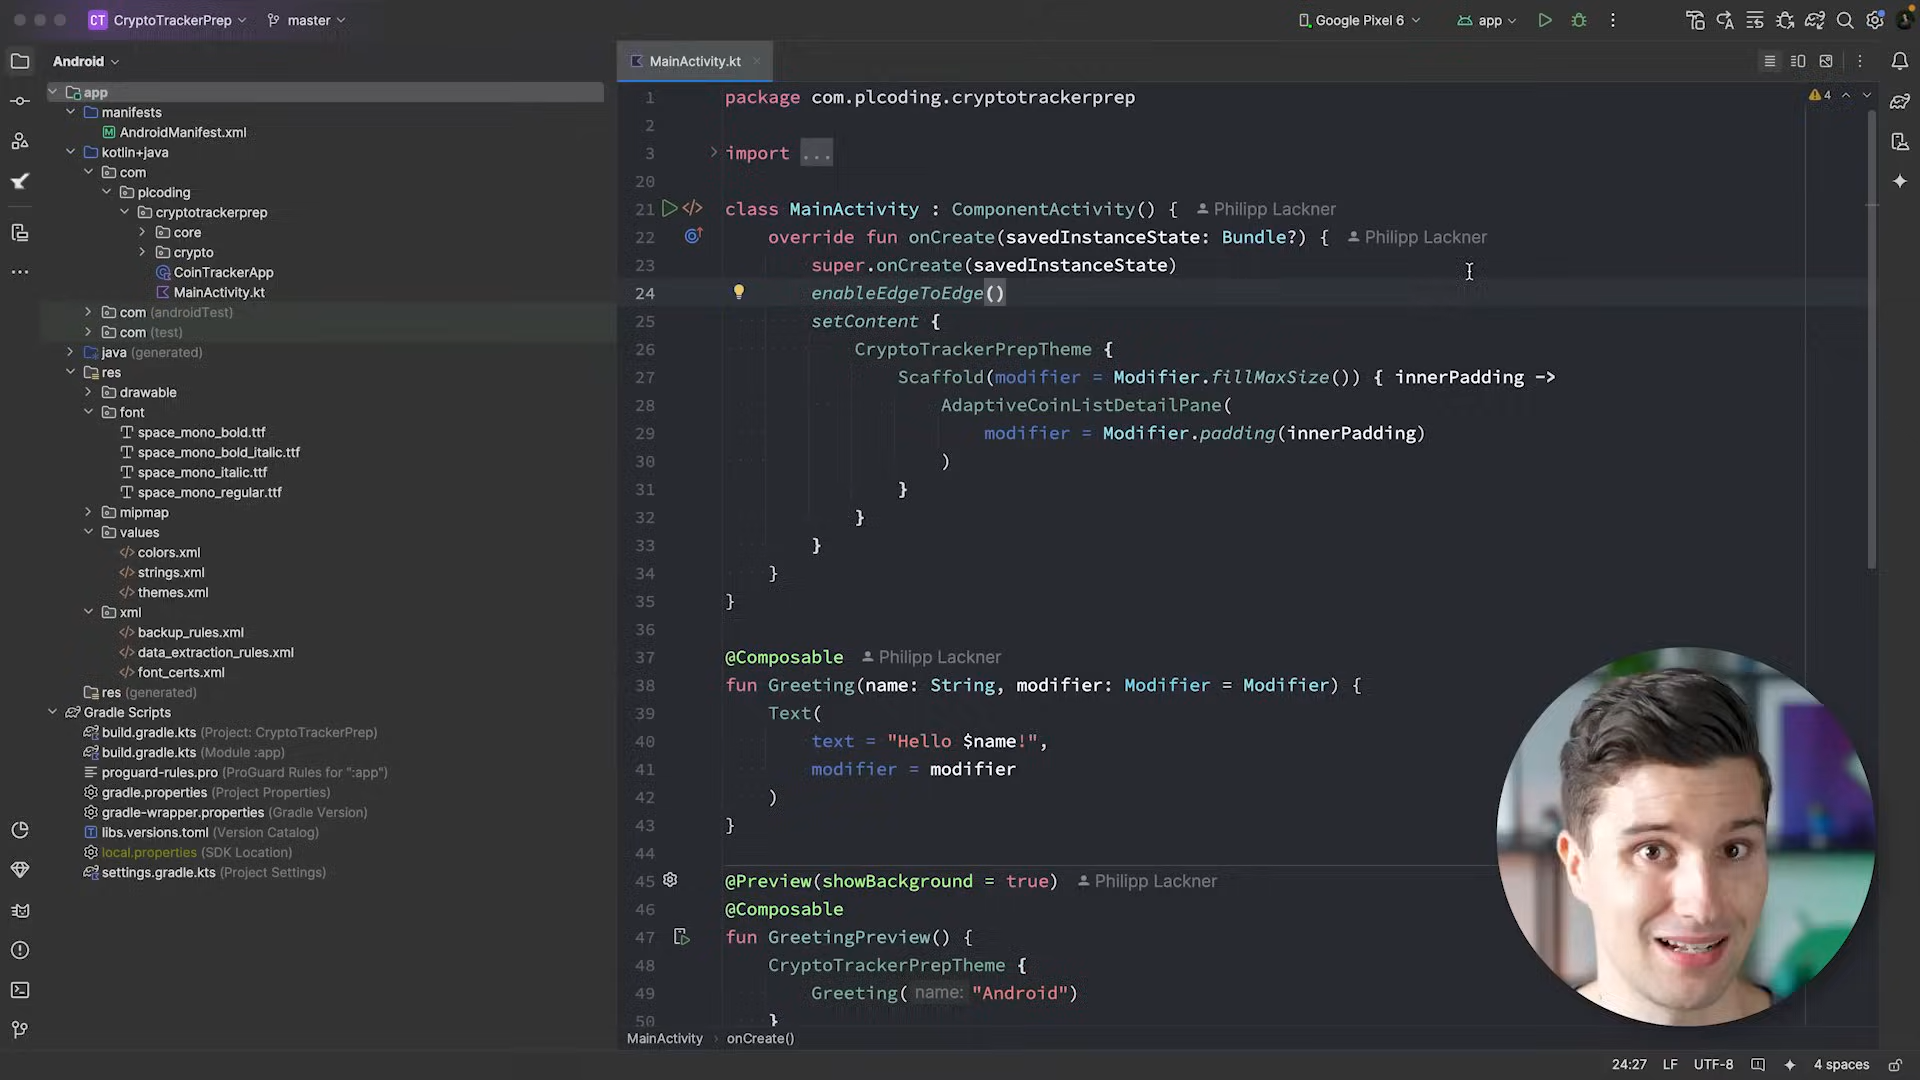 CT CryptoTrackerPrep master Google Pixel 6 app
Android
app
manifests
AndroidManifest.xml
kotlin+java
com
plcoding
cryptotrackerprep
core
crypto
CoinTrackerApp
MainActivity.kt
com (androidTest)
com (test)
java (generated)
res
drawable
font
space_mono_bold.ttf
space_mono_bold_italic.ttf
space_mono_italic.ttf
space_mono_regular.ttf
mipmap
values
colors.xml
strings.xml
themes.xml
xml
backup_rules.xml
data_extraction_rules.xml
font_certs.xml
res (generated)
Gradle Scripts
build.gradle.kts (Project: CryptoTrackerPrep)
build.gradle.kts (Module :app)
proguard-rules.pro (ProGuard Rules for ":app")
gradle.properties (Project Properties)
gradle-wrapper.properties (Gradle Version)
libs.versions.toml (Version Catalog)
local.properties (SDK Location)
settings.gradle.kts (Project Settings)
MainActivity.kt
4
1 package com.plcoding.cryptotrackerprep
2
3 import ...
20
21 class MainActivity : ComponentActivity() { Philipp Lackner
22 override fun onCreate(savedInstanceState: Bundle?) { Philipp Lackner
23 super.onCreate(savedInstanceState)
24 enableEdgeToEdge()
25 setContent {
26 CryptoTrackerPrepTheme {
27 Scaffold(modifier = Modifier.fillMaxSize()) { innerPadding ->
28 AdaptiveCoinListDetailPane(
29 modifier = Modifier.padding(innerPadding)
30 )
31 }
32 }
33 }
34 }
35 }
36
37 @Composable Philipp Lackner
38 fun Greeting(name: String, modifier: Modifier = Modifier) {
39 Text(
40 text = "Hello $name!",
41 modifier = modifier
42 )
43 }
44
45 @Preview(showBackground = true) Philipp Lackner
46 @Composable
47 fun GreetingPreview() {
48 CryptoTrackerPrepTheme {
49 Greeting( name: "Android")
50 }
MainActivity > onCreate()
24:27 LF UTF-8 4 spaces